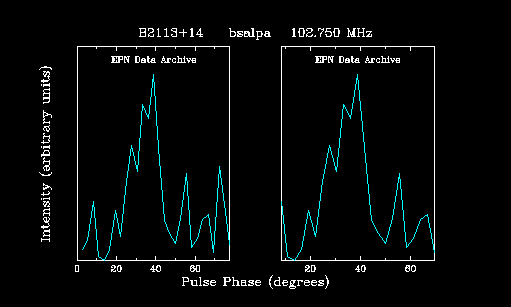 B2113+14 bsalpa 102.750 MHz
EPN Data Archive EPN Data Archive
Intensity (arbitrary units)
0 20 40 60 20 40 60
Pulse Phase (degrees)